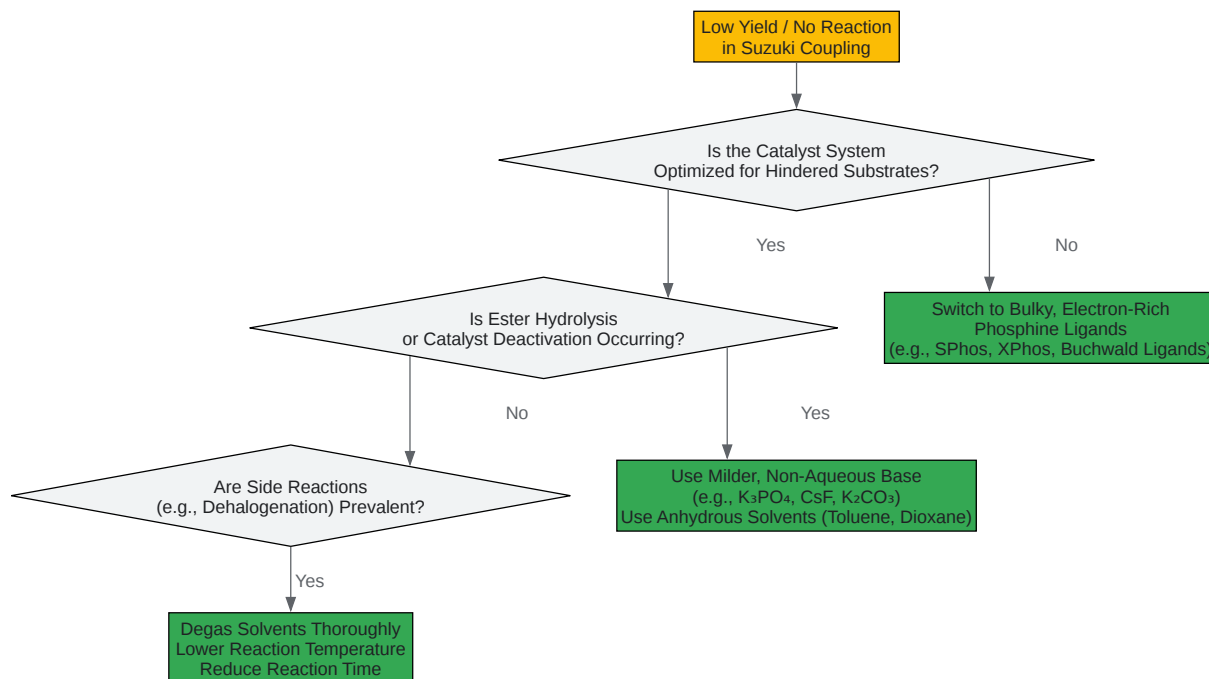 Low Yield / No Reaction
in Suzuki Coupling
Is the Catalyst System
Optimized for Hindered Substrates?
Yes
No
Is Ester Hydrolysis
or Catalyst Deactivation Occurring?
Switch to Bulky, Electron-Rich
Phosphine Ligands
(e.g., SPhos, XPhos, Buchwald Ligands)
No
Yes
Are Side Reactions
(e.g., Dehalogenation) Prevalent?
Use Milder, Non-Aqueous Base
(e.g., K₃PO₄, CsF, K₂CO₃)
Use Anhydrous Solvents (Toluene, Dioxane)
Yes
Degas Solvents Thoroughly
Lower Reaction Temperature
Reduce Reaction Time